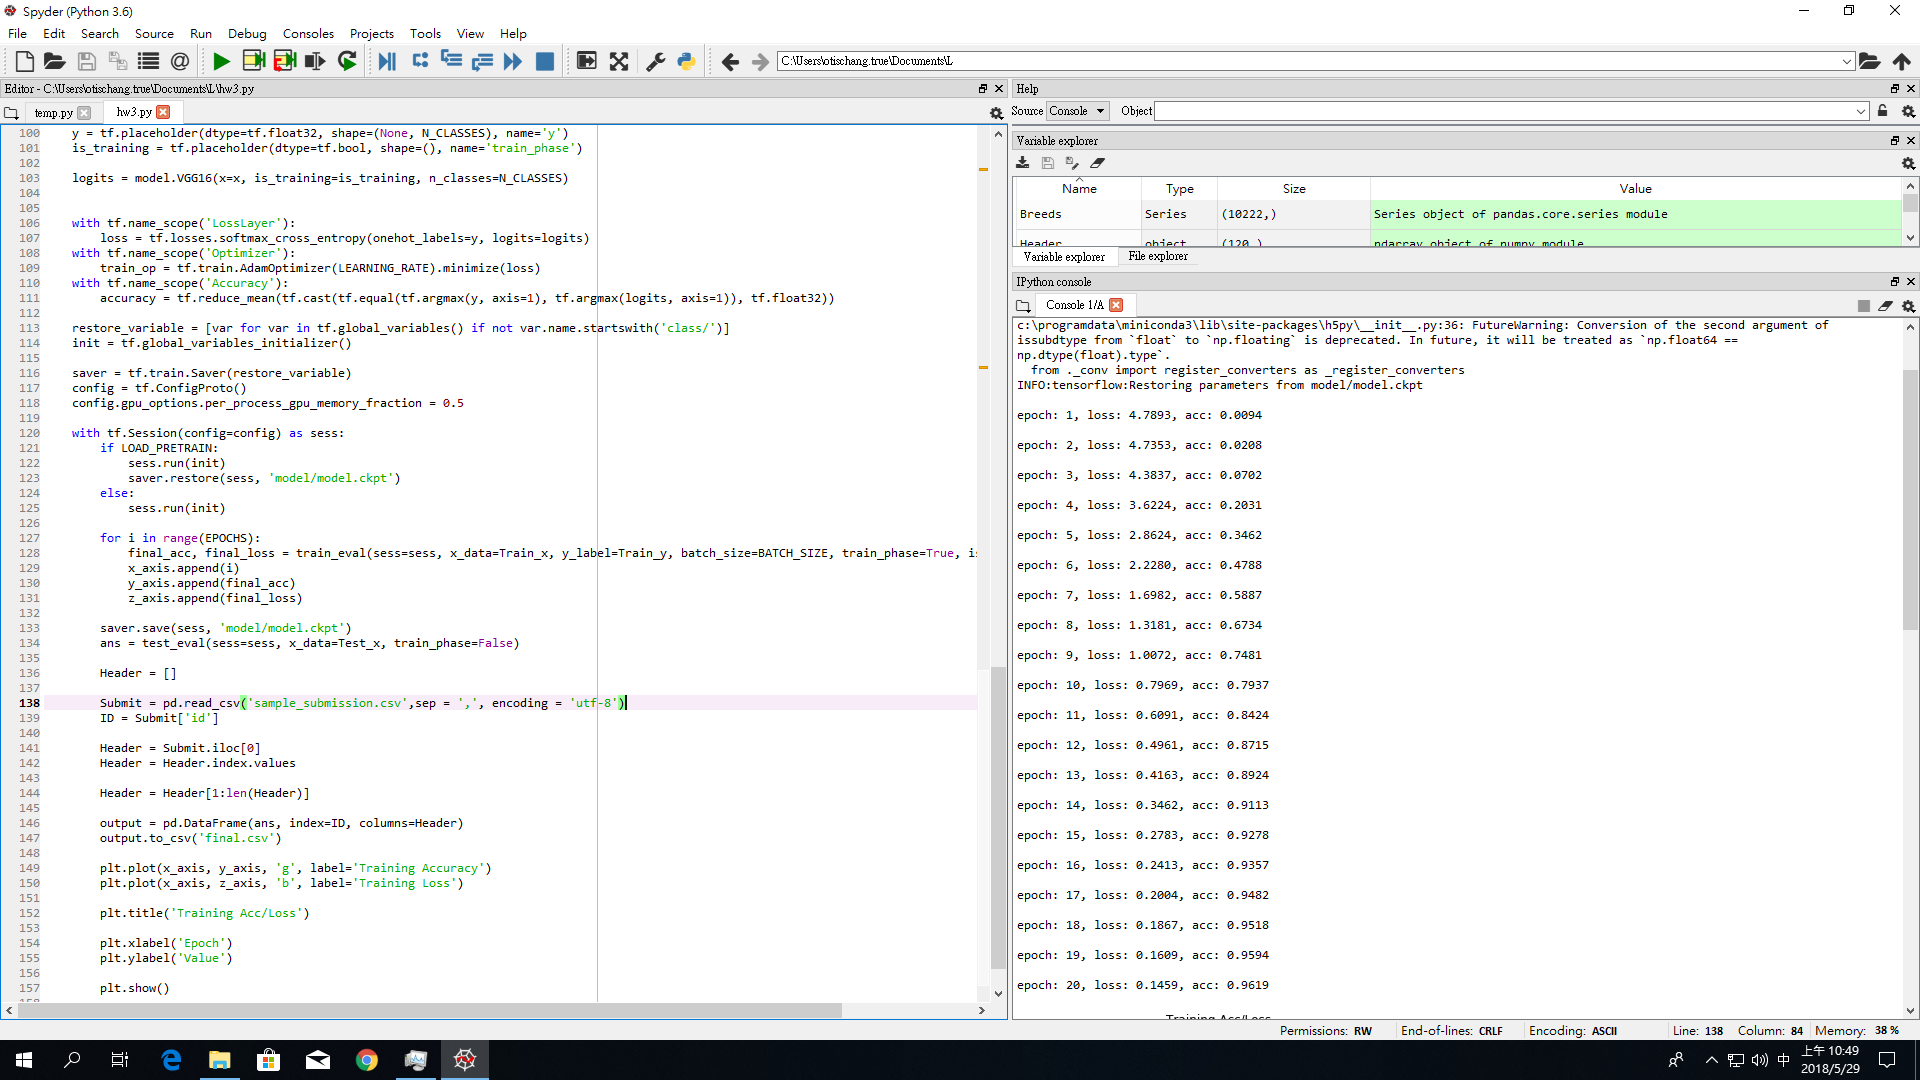 Spyder (Python 3.6)
File Edit Search Source Run Debug Consoles Projects Tools View Help
C:\Users\otischang.true\Documents\L
Editor - C:\Users\otischang.true\Documents\L\hw3.py
temp.py hw3.py
100 y = tf.placeholder(dtype=tf.float32, shape=(None, N_CLASSES), name='y')
101 is_training = tf.placeholder(dtype=tf.bool, shape=(), name='train_phase')
102
103 logits = model.VGG16(x=x, is_training=is_training, n_classes=N_CLASSES)
104
105
106 with tf.name_scope('LossLayer'):
107 loss = tf.losses.softmax_cross_entropy(onehot_labels=y, logits=logits)
108 with tf.name_scope('Optimizer'):
109 train_op = tf.train.AdamOptimizer(LEARNING_RATE).minimize(loss)
110 with tf.name_scope('Accuracy'):
111 accuracy = tf.reduce_mean(tf.cast(tf.equal(tf.argmax(y, axis=1), tf.argmax(logits, axis=1)), tf.float32))
112
113 restore_variable = [var for var in tf.global_variables() if not var.name.startswith('class/')]
114 init = tf.global_variables_initializer()
115
116 saver = tf.train.Saver(restore_variable)
117 config = tf.ConfigProto()
118 config.gpu_options.per_process_gpu_memory_fraction = 0.5
119
120 with tf.Session(config=config) as sess:
121 if LOAD_PRETRAIN:
122 sess.run(init)
123 saver.restore(sess, 'model/model.ckpt')
124 else:
125 sess.run(init)
126
127 for i in range(EPOCHS):
128 final_acc, final_loss = train_eval(sess=sess, x_data=Train_x, y_label=Train_y, batch_size=BATCH_SIZE, train_phase=True, is
129 x_axis.append(i)
130 y_axis.append(final_acc)
131 z_axis.append(final_loss)
132
133 saver.save(sess, 'model/model.ckpt')
134 ans = test_eval(sess=sess, x_data=Test_x, train_phase=False)
135
136 Header = []
137
138 Submit = pd.read_csv('sample_submission.csv',sep = ',', encoding = 'utf-8')
139 ID = Submit['id']
140
141 Header = Submit.iloc[0]
142 Header = Header.index.values
143
144 Header = Header[1:len(Header)]
145
146 output = pd.DataFrame(ans, index=ID, columns=Header)
147 output.to_csv('final.csv')
148
149 plt.plot(x_axis, y_axis, 'g', label='Training Accuracy')
150 plt.plot(x_axis, z_axis, 'b', label='Training Loss')
151
152 plt.title('Training Acc/Loss')
153
154 plt.xlabel('Epoch')
155 plt.ylabel('Value')
156
157 plt.show()
Help
Source Console Object
Variable explorer
Name Type Size Value
Breeds Series (10222,) Series object of pandas.core.series module
Header object (120,) ndarray object of numpy module
Variable explorer File explorer
IPython console
Console 1/A
c:\programdata\miniconda3\lib\site-packages\h5py\__init__.py:36: FutureWarning: Conversion of the second argument of
issubdtype from `float` to `np.floating` is deprecated. In future, it will be treated as `np.float64 ==
np.dtype(float).type`.
from ._conv import register_converters as _register_converters
INFO:tensorflow:Restoring parameters from model/model.ckpt
epoch: 1, loss: 4.7893, acc: 0.0094
epoch: 2, loss: 4.7353, acc: 0.0208
epoch: 3, loss: 4.3837, acc: 0.0702
epoch: 4, loss: 3.6224, acc: 0.2031
epoch: 5, loss: 2.8624, acc: 0.3462
epoch: 6, loss: 2.2280, acc: 0.4788
epoch: 7, loss: 1.6982, acc: 0.5887
epoch: 8, loss: 1.3181, acc: 0.6734
epoch: 9, loss: 1.0072, acc: 0.7481
epoch: 10, loss: 0.7969, acc: 0.7937
epoch: 11, loss: 0.6091, acc: 0.8424
epoch: 12, loss: 0.4961, acc: 0.8715
epoch: 13, loss: 0.4163, acc: 0.8924
epoch: 14, loss: 0.3462, acc: 0.9113
epoch: 15, loss: 0.2783, acc: 0.9278
epoch: 16, loss: 0.2413, acc: 0.9357
epoch: 17, loss: 0.2004, acc: 0.9482
epoch: 18, loss: 0.1867, acc: 0.9518
epoch: 19, loss: 0.1609, acc: 0.9594
epoch: 20, loss: 0.1459, acc: 0.9619
Training Acc/Loss
Permissions: RW End-of-lines: CRLF Encoding: ASCII Line: 138 Column: 84 Memory: 38 %
中 上午 10:49
2018/5/29